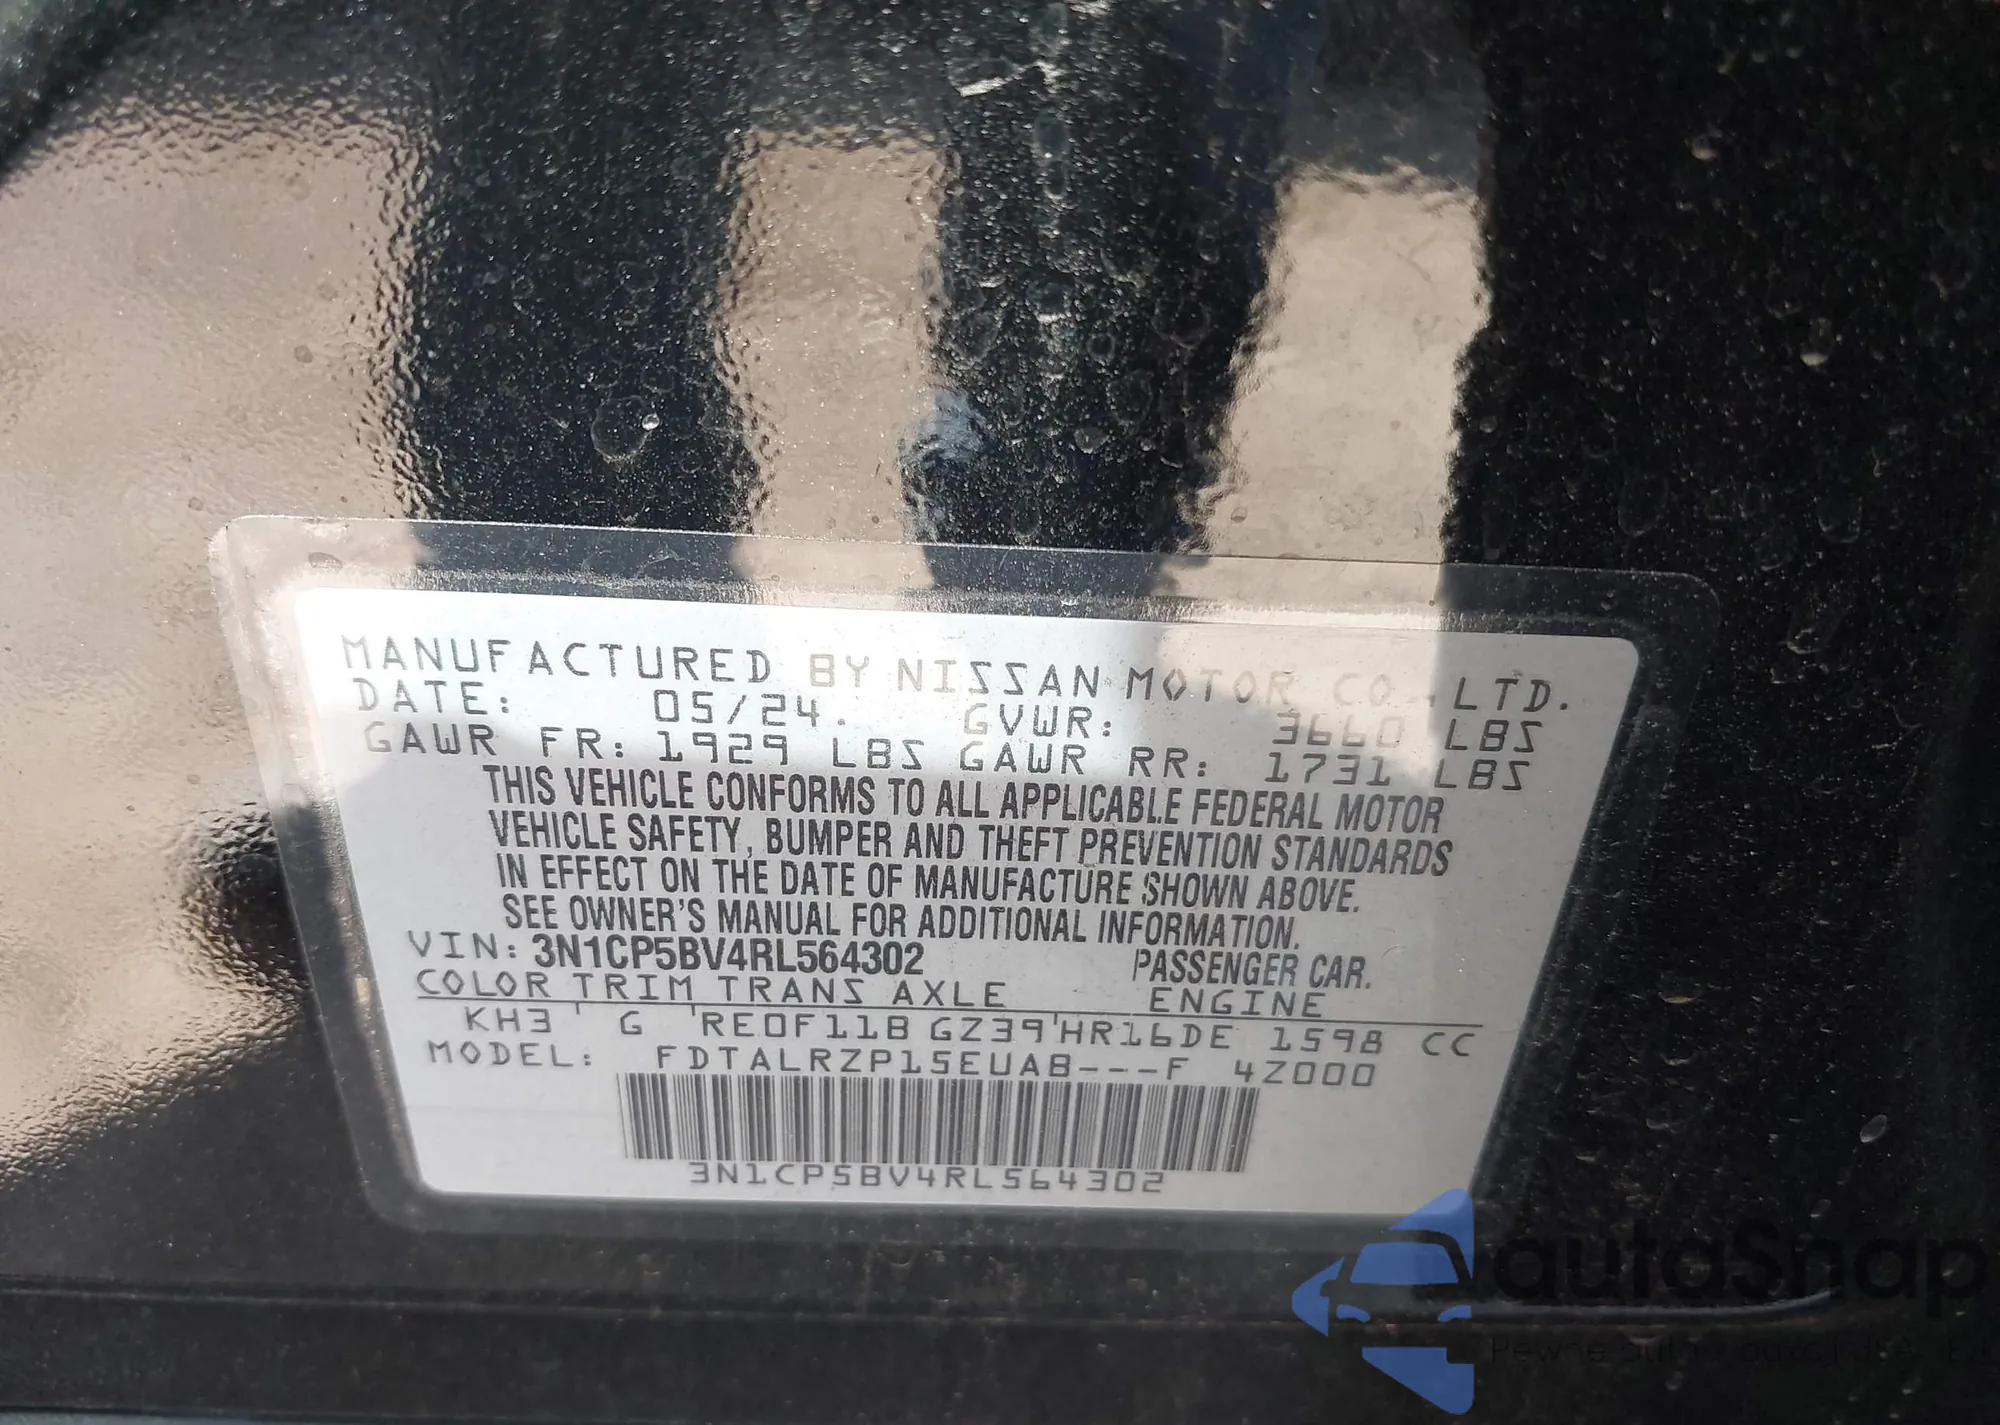 MANUFACTURED BY NISSAN MOTOR CO.,LTD.
DATE: 05/24. GVWR: 3660 LBS
GAWR FR: 1929 LBS GAWR RR: 1731 LBS
THIS VEHICLE CONFORMS TO ALL APPLICABLE FEDERAL MOTOR
VEHICLE SAFETY, BUMPER AND THEFT PREVENTION STANDARDS
IN EFFECT ON THE DATE OF MANUFACTURE SHOWN ABOVE.
SEE OWNER'S MANUAL FOR ADDITIONAL INFORMATION.
VIN: 3N1CP5BV4RL564302 PASSENGER CAR.
COLOR TRIM TRANS AXLE ENGINE
KH3 ' G 'RE0F11B GZ39'HR16DE 1598 CC
MODEL: FDTALRZP15EUAB---F 4Z000
3N1CP5BV4RL564302
autoSnap
Pewne auto